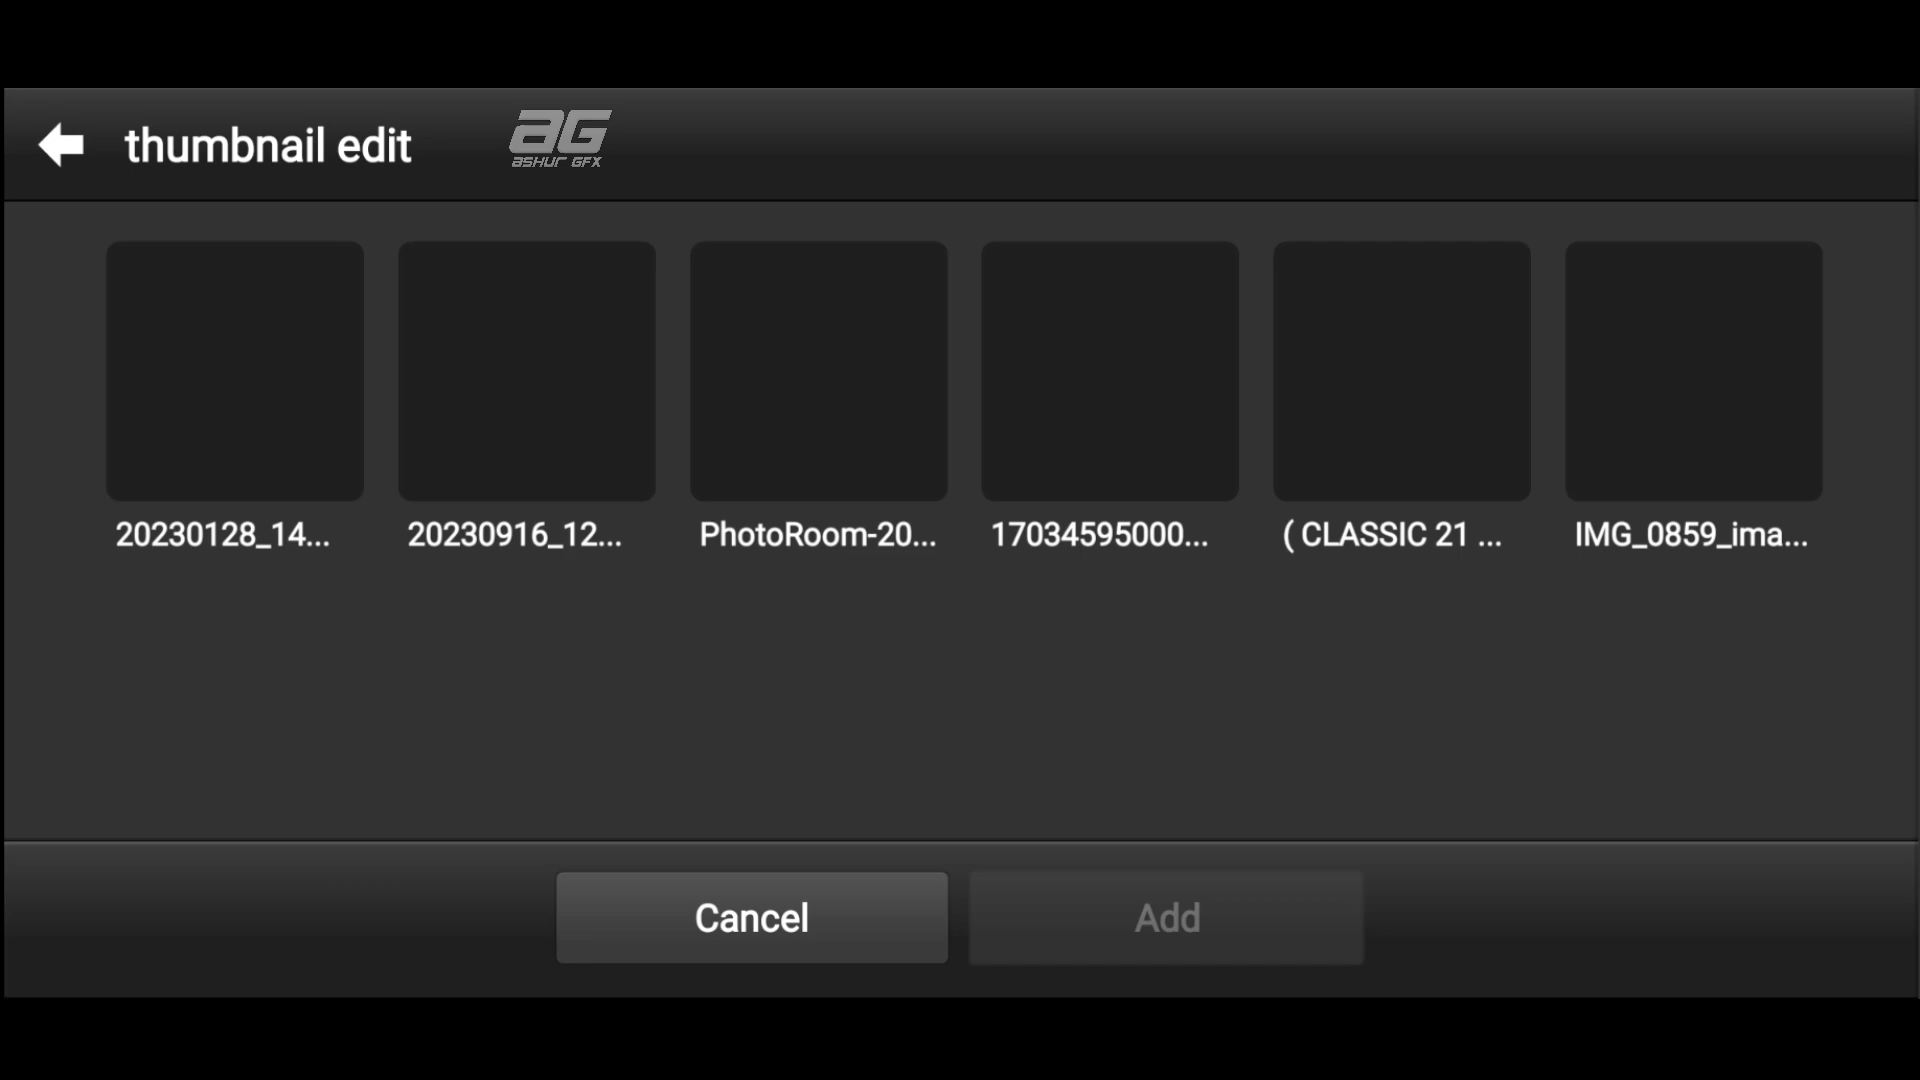 thumbnail edit
aG
ASHUr GFX
20230128_14...
20230916_12...
PhotoRoom-20...
17034595000...
( CLASSIC 21 ...
IMG_0859_ima...
Cancel
Add